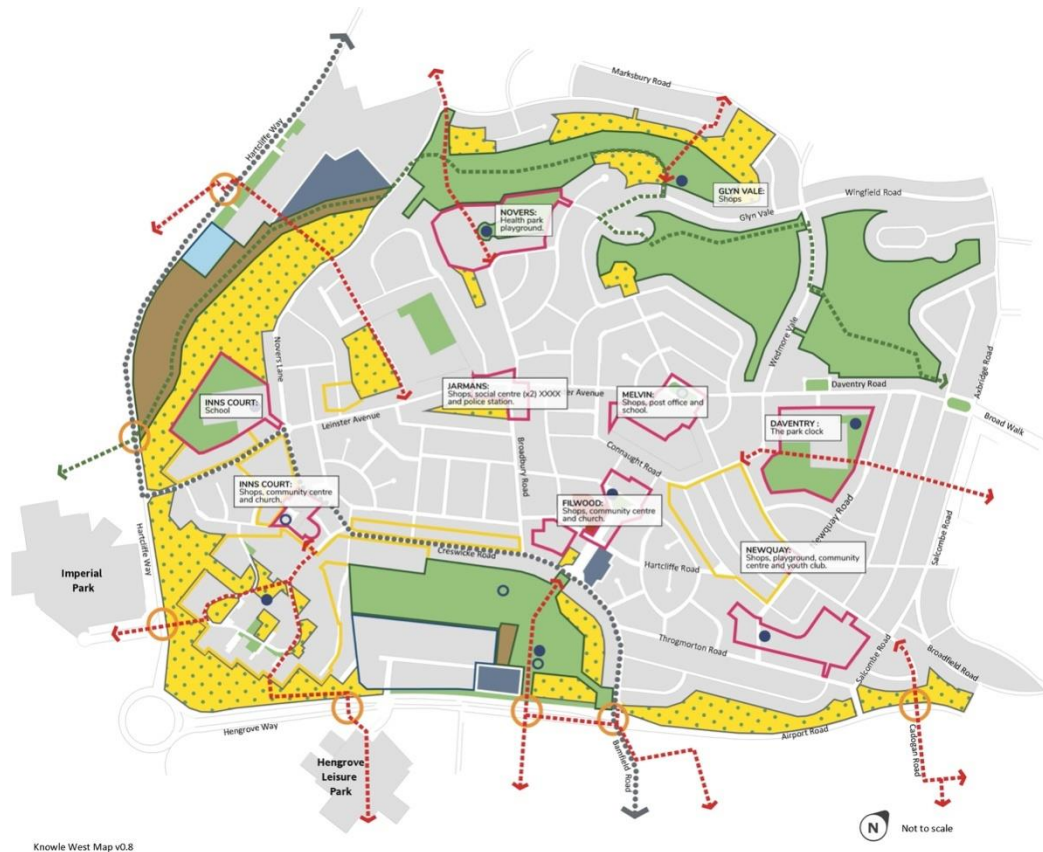 Marksbury Road
Hartcliffe Way
GLYN VALE:
Shops
Wingfield Road
Glyn Vale
NOVERS:
Health park
playground.
Wedmore Vale
Novers Lane
Axbridge Road
Daventry Road
Broad Walk
INNS COURT:
School
Leinster Avenue
JARMANS:
Shops, social centre (x2) XXXX
and police station.
ter Avenue
MELVIN:
Shops, post office and
school.
DAVENTRY :
The park clock
Broadbury Road
Connaught Road
INNS COURT:
Shops, community centre
and church.
FILWOOD:
Shops, community centre
and church.
Newquay Road
Salcombe Road
Hartcliffe Way
Creswicke Road
NEWQUAY:
Shops, playground, community
centre and youth club.
Hartcliffe Road
Imperial
Park
Throgmorton Road
Salcombe Road
Broadfield Road
Hengrove Way
Airport Road
Bamfield Road
Cadogan Road
Hengrove
Leisure
Park
N
Not to scale
Knowle West Map v0.8